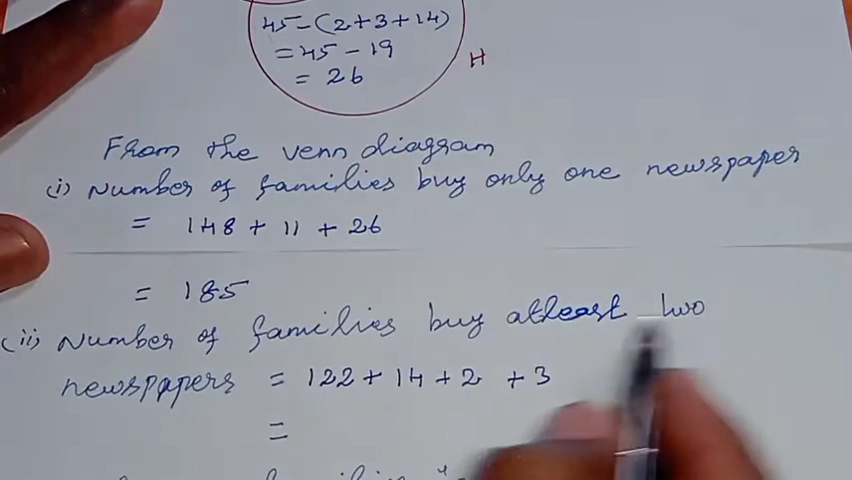 45-(2+3+14)
= 45 - 19
= 26
H
From the venn diagram
(i) Number of families buy only one newspaper
= 148 + 11 + 26
= 185
(ii) Number of families buy atleast two
newspapers = 122 + 14 + 2 + 3
=